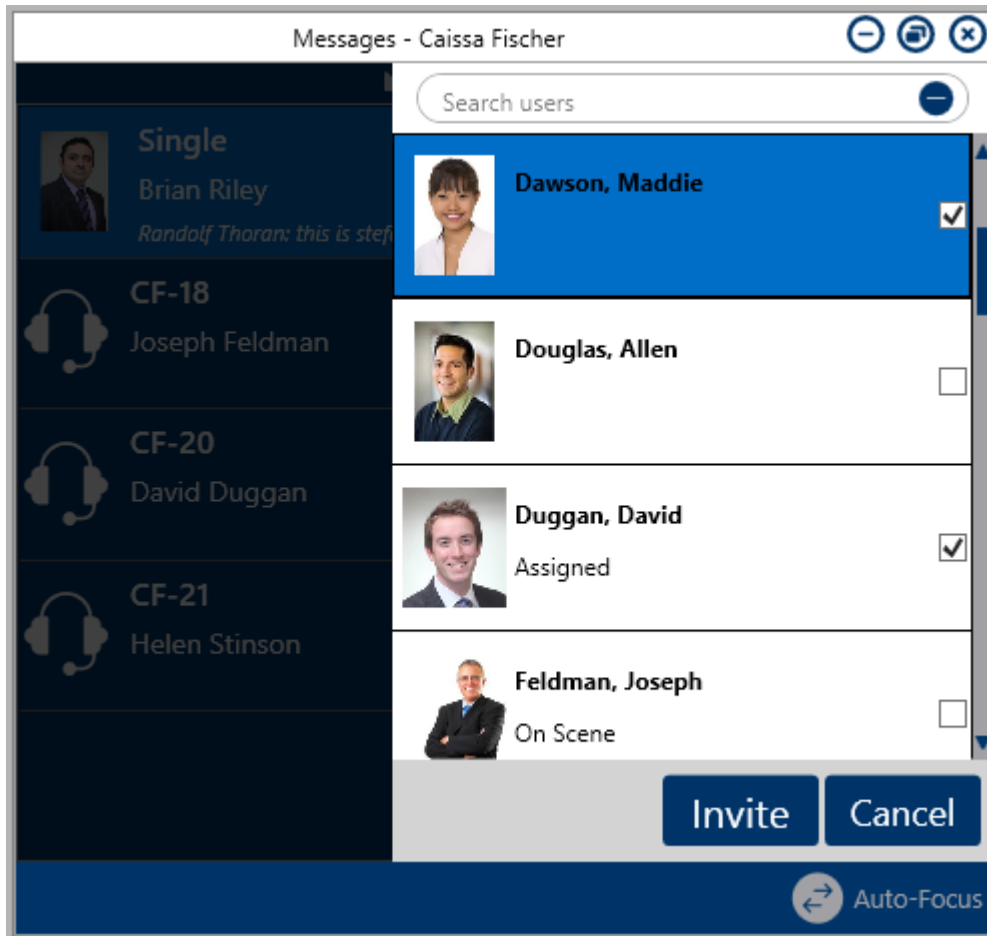 Messages - Caissa Fischer
Search users
Single
Brian Riley
Randolf Thoran: this is stef
CF-18
Joseph Feldman
CF-20
David Duggan
CF-21
Helen Stinson
Dawson, Maddie
Douglas, Allen
Duggan, David
Assigned
Feldman, Joseph
On Scene
Invite
Cancel
Auto-Focus